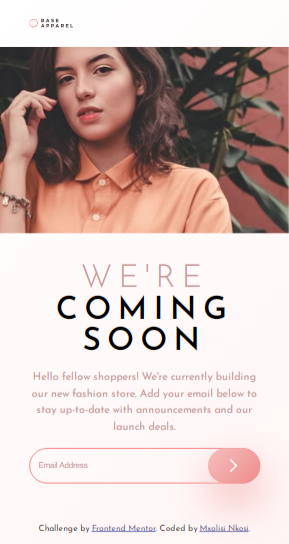 BASE
APPAREL
WE'RE
COMING
SOON
Hello fellow shoppers! We're currently building
our new fashion store. Add your email below to
stay up-to-date with announcements and our
launch deals.
Email Address
Challenge by Frontend Mentor. Coded by Mxolisi Nkosi.